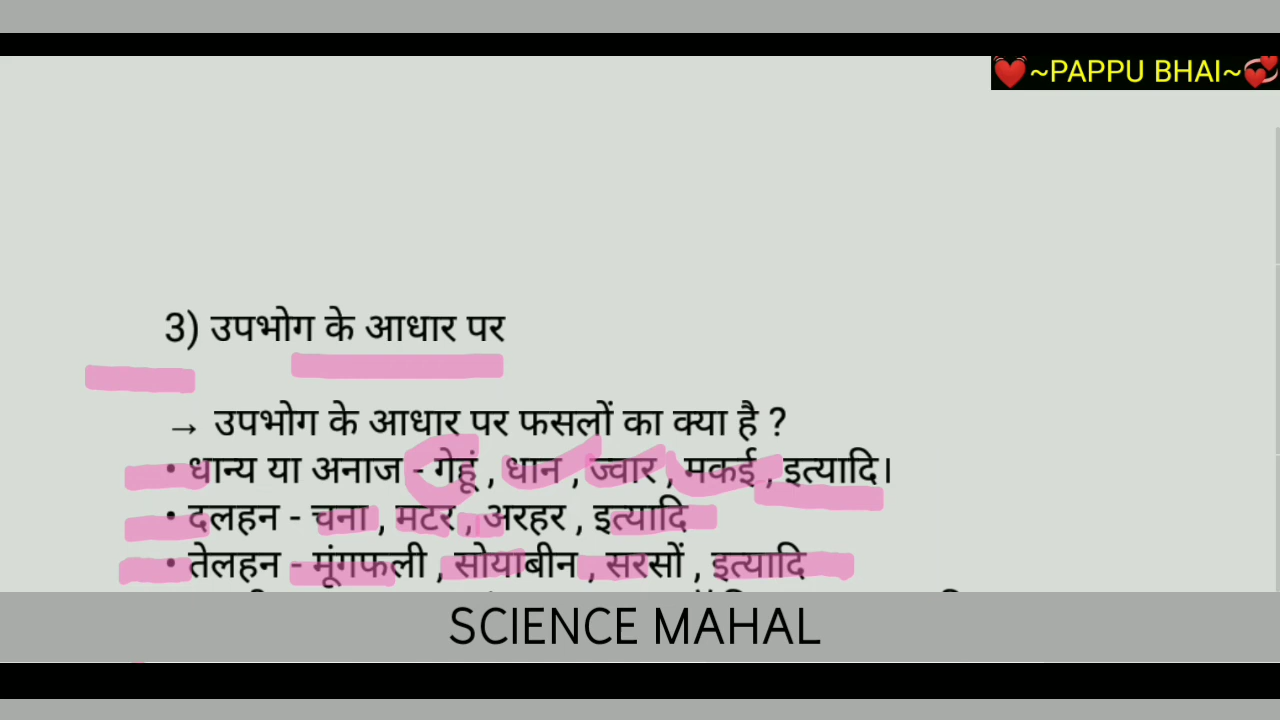 ❤️~PAPPU BHAI~💞
3) उपभोग के आधार पर
→ उपभोग के आधार पर फसलों का क्या है ?
• धान्य या अनाज - गेहूं , धान , ज्वार , मकई , इत्यादि।
• दलहन - चना , मटर , अरहर , इत्यादि
• तेलहन - मूंगफली , सोयाबीन , सरसों , इत्यादि
SCIENCE MAHAL